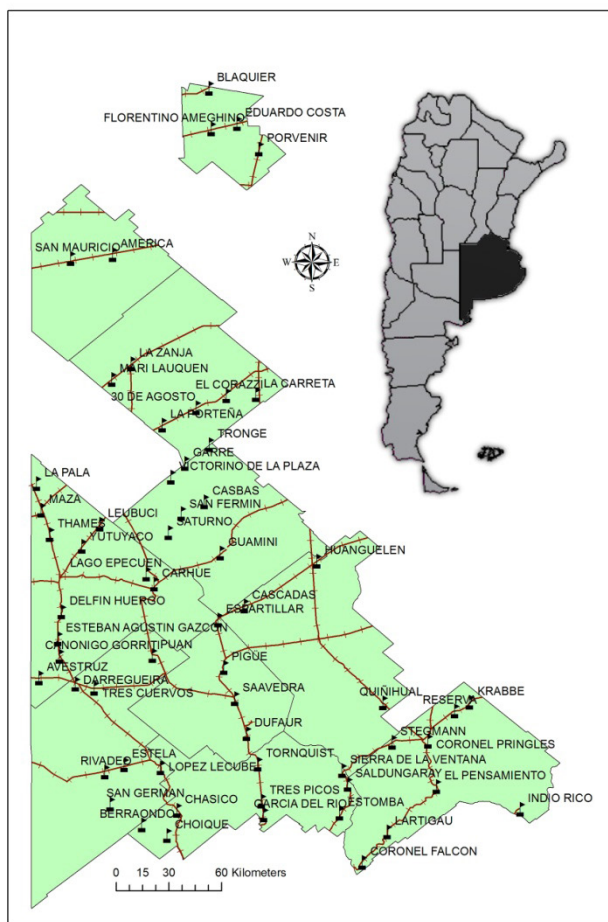 BLAQUIER
FLORENTINO AMEGHINO
EDUARDO COSTA
PORVENIR
SAN MAURICIO
AMERICA
N
W
E
S
LA ZANJA
MARI LAUQUEN
30 DE AGOSTO
EL CORAZZI
LA CARRETA
LA PORTEÑA
TRONGE
GARRE
VICTORINO DE LA PLAZA
LA PALA
MAZA
CASBAS
SAN FERMIN
THAMES
LEUBUCI
SATURNO
YUTUYACO
GUAMINI
HUANGUELEN
LAGO EPECUEN
CARHUE
CASCADAS
DELFIN HUERGO
ESPARTILLAR
ESTEBAN AGUSTIN GAZCON
CANONIGO GORRITI
PUAN
PIGUE
AVESTRUZ
DARREGUEIRA
TRES CUERVOS
SAAVEDRA
QUIÑIHUAL
RESERVA
KRABBE
DUFAUR
STEGMANN
CORONEL PRINGLES
RIVADEO
ESTELA
LOPEZ LECUBE
TORNQUIST
SIERRA DE LA VENTANA
SALDUNGARAY
EL PENSAMIENTO
SAN GERMAN
CHASICO
TRES PICOS
GARCIA DEL RIO
ESTOMBA
INDIO RICO
BERRAONDO
CHOIQUE
LARTIGAU
CORONEL FALCON
0 15 30 60 Kilometers